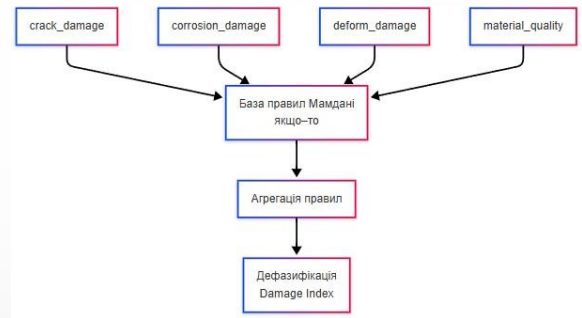 crack_damage
corrosion_damage
deform_damage
material_quality
База правил Мамдані
якщо–то
Агрегація правил
Дефазифікація
Damage Index